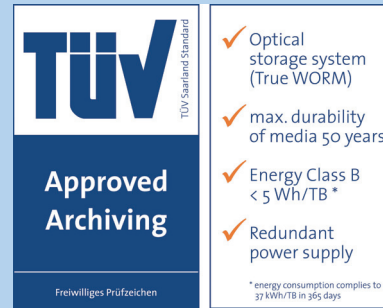 TÜV
TÜV Saarland Standard
Approved
Archiving
Freiwilliges Prüfzeichen
Optical
storage system
(True WORM)
max. durability
of media 50 years
Energy Class B
< 5 Wh/TB *
Redundant
power supply
* energy consumption complies to
37 kWh/TB in 365 days